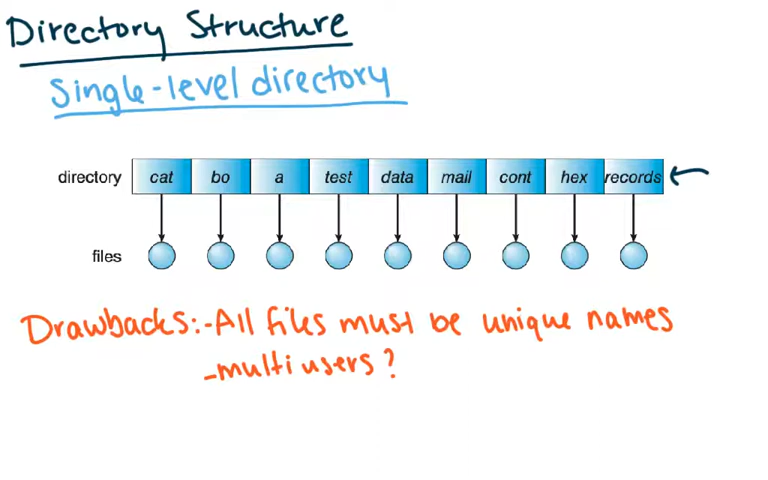 Directory Structure
Single-level directory
directory cat bo a test data mail cont hex records
files
Drawbacks:-All files must be unique names
-multi users?